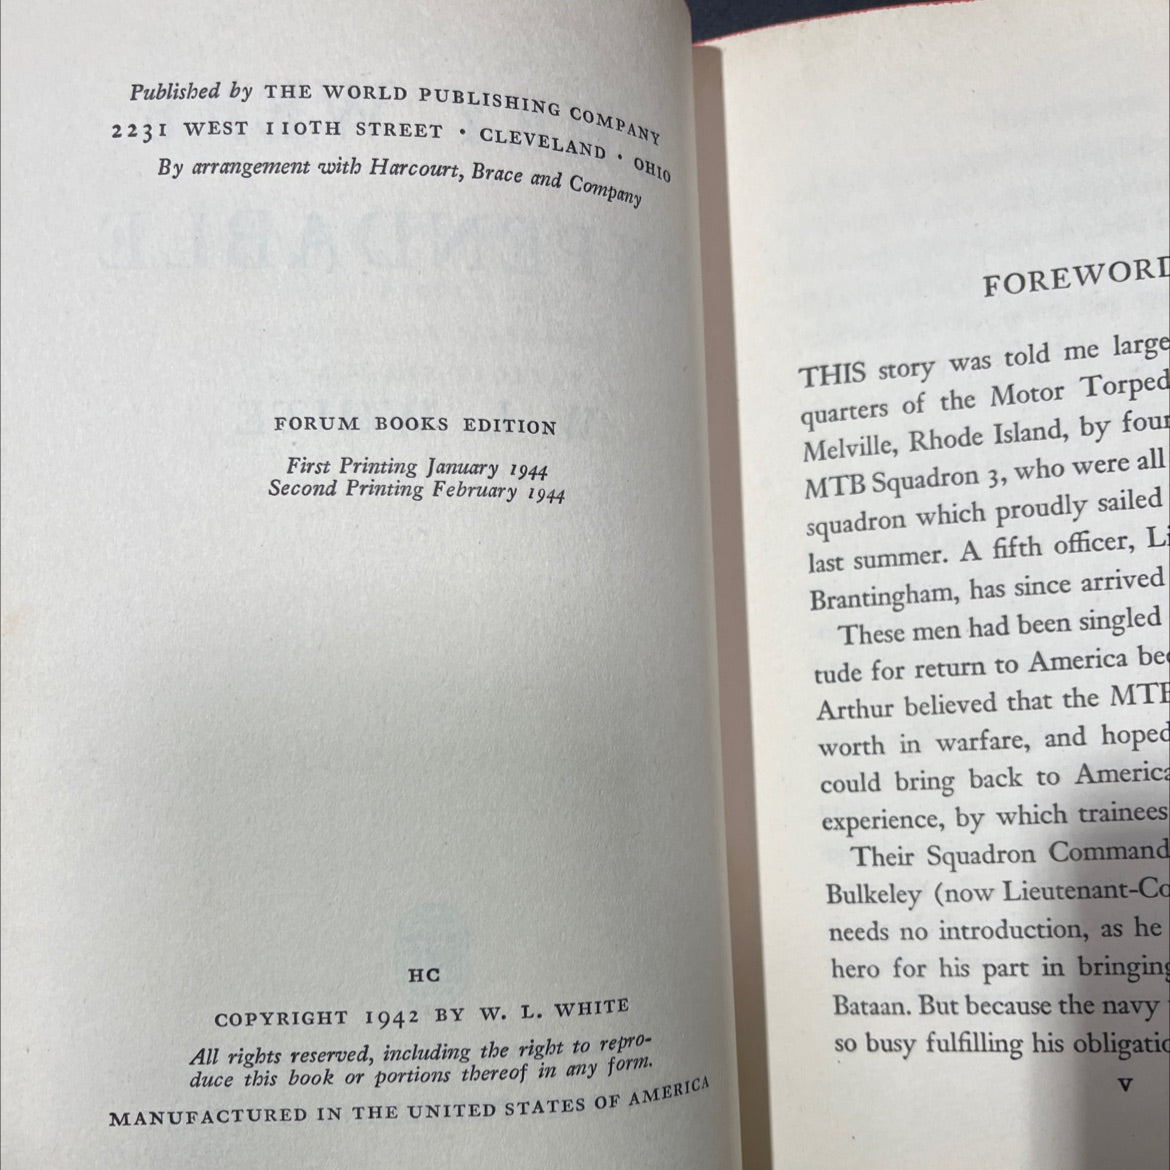 Published by THE WORLD PUBLISHING COMPANY
2231 WEST 110TH STREET · CLEVELAND · OHIO
By arrangement with Harcourt, Brace and Company
FORUM BOOKS EDITION
First Printing January 1944
Second Printing February 1944
HC
COPYRIGHT 1942 BY W. L. WHITE
All rights reserved, including the right to repro-
duce this book or portions thereof in any form.
MANUFACTURED IN THE UNITED STATES OF AMERICA
FOREWORD
THIS story was told me large
quarters of the Motor Torped
Melville, Rhode Island, by four
MTB Squadron 3, who were all
squadron which proudly sailed
last summer. A fifth officer, Li
Brantingham, has since arrived
These men had been singled
tude for return to America bec
Arthur believed that the MTB
worth in warfare, and hoped
could bring back to America
experience, by which trainees
Their Squadron Command
Bulkeley (now Lieutenant-Co
needs no introduction, as he
hero for his part in bringing
Bataan. But because the navy
so busy fulfilling his obligatio
v